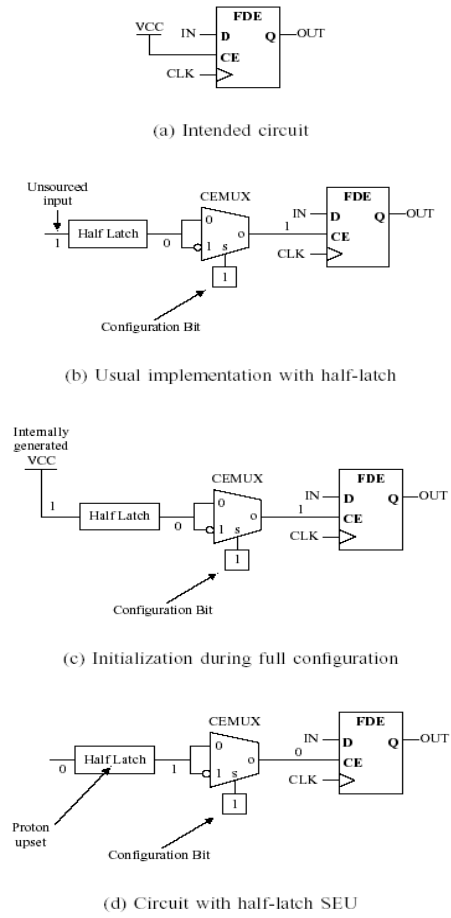 FDE
VCC
IN D Q OUT
CE
CLK
(a) Intended circuit
Unsourced
input
CEMUX
FDE
1 Half Latch 0
0
1 s o
1
IN D Q OUT
CE
CLK
1
Configuration Bit
(b) Usual implementation with half-latch
Internally
generated
VCC
CEMUX
FDE
1 Half Latch 0
0
1 s o
1
IN D Q OUT
CE
CLK
1
Configuration Bit
(c) Initialization during full configuration
CEMUX
FDE
0 Half Latch 1
0
1 s o
0
IN D Q OUT
CE
CLK
1
Proton
upset
Configuration Bit
(d) Circuit with half-latch SEU